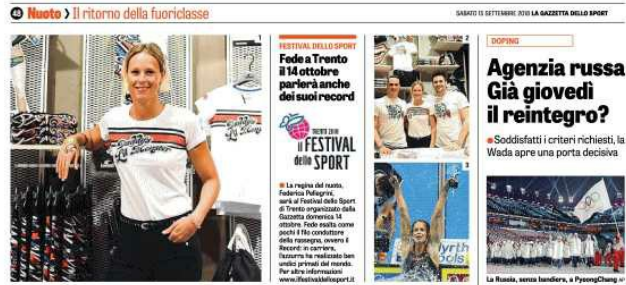 48 Nuoto > Il ritorno della fuoriclasse
SABATO 15 SETTEMBRE 2018 LA GAZZETTA DELLO SPORT
1
FESTIVAL DELLO SPORT
Fede a Trento
il 14 ottobre
parlerà anche
dei suoi record
TRENTO 2018
il FESTIVAL
dello SPORT
● La regina del nuoto,
Federica Pellegrini,
sarà al Festival dello Sport
di Trento organizzato dalla
Gazzetta domenica 14
ottobre. Fede esalta come
pochi il filo conduttore
della rassegna, ovvero il
Record: in carriera,
l'azzurra ha realizzato ben
undici primati del mondo.
Per altre informazioni
www.ilfestivaldellosport.it
2
3
DOPING
Agenzia russa
Già giovedì
il reintegro?
● Soddisfatti i criteri richiesti, la
Wada apre una porta decisiva
La Russia, senza bandiera, a PyeongChang